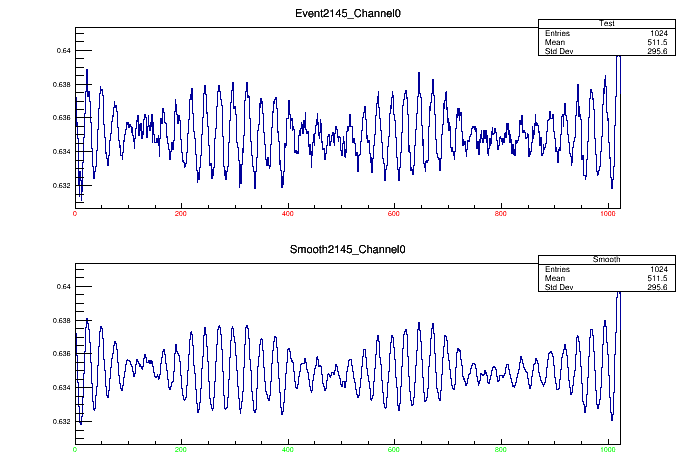 Event2145_Channel0
Test
Entries 1024
Mean 511.5
Std Dev 295.6
0.64
0.638
0.636
0.634
0.632
0 200 400 600 800 1000
Smooth2145_Channel0
Smooth
Entries 1024
Mean 511.5
Std Dev 295.6
0.64
0.638
0.636
0.634
0.632
0 200 400 600 800 1000